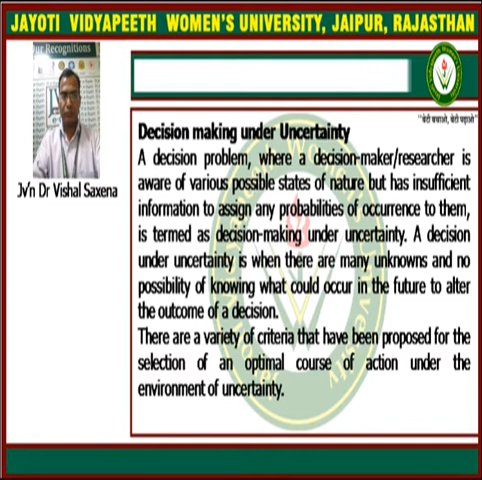 JAYOTI VIDYAPEETH WOMEN'S UNIVERSITY, JAIPUR, RAJASTHAN
Our Recognitions
"बेटी बचाओ, बेटी पढ़ाओ"
Jv'n Dr Vishal Saxena
Decision making under Uncertainty
A decision problem, where a decision-maker/researcher is
aware of various possible states of nature but has insufficient
information to assign any probabilities of occurrence to them,
is termed as decision-making under uncertainty. A decision
under uncertainty is when there are many unknowns and no
possibility of knowing what could occur in the future to alter
the outcome of a decision.
There are a variety of criteria that have been proposed for the
selection of an optimal course of action under the
environment of uncertainty.